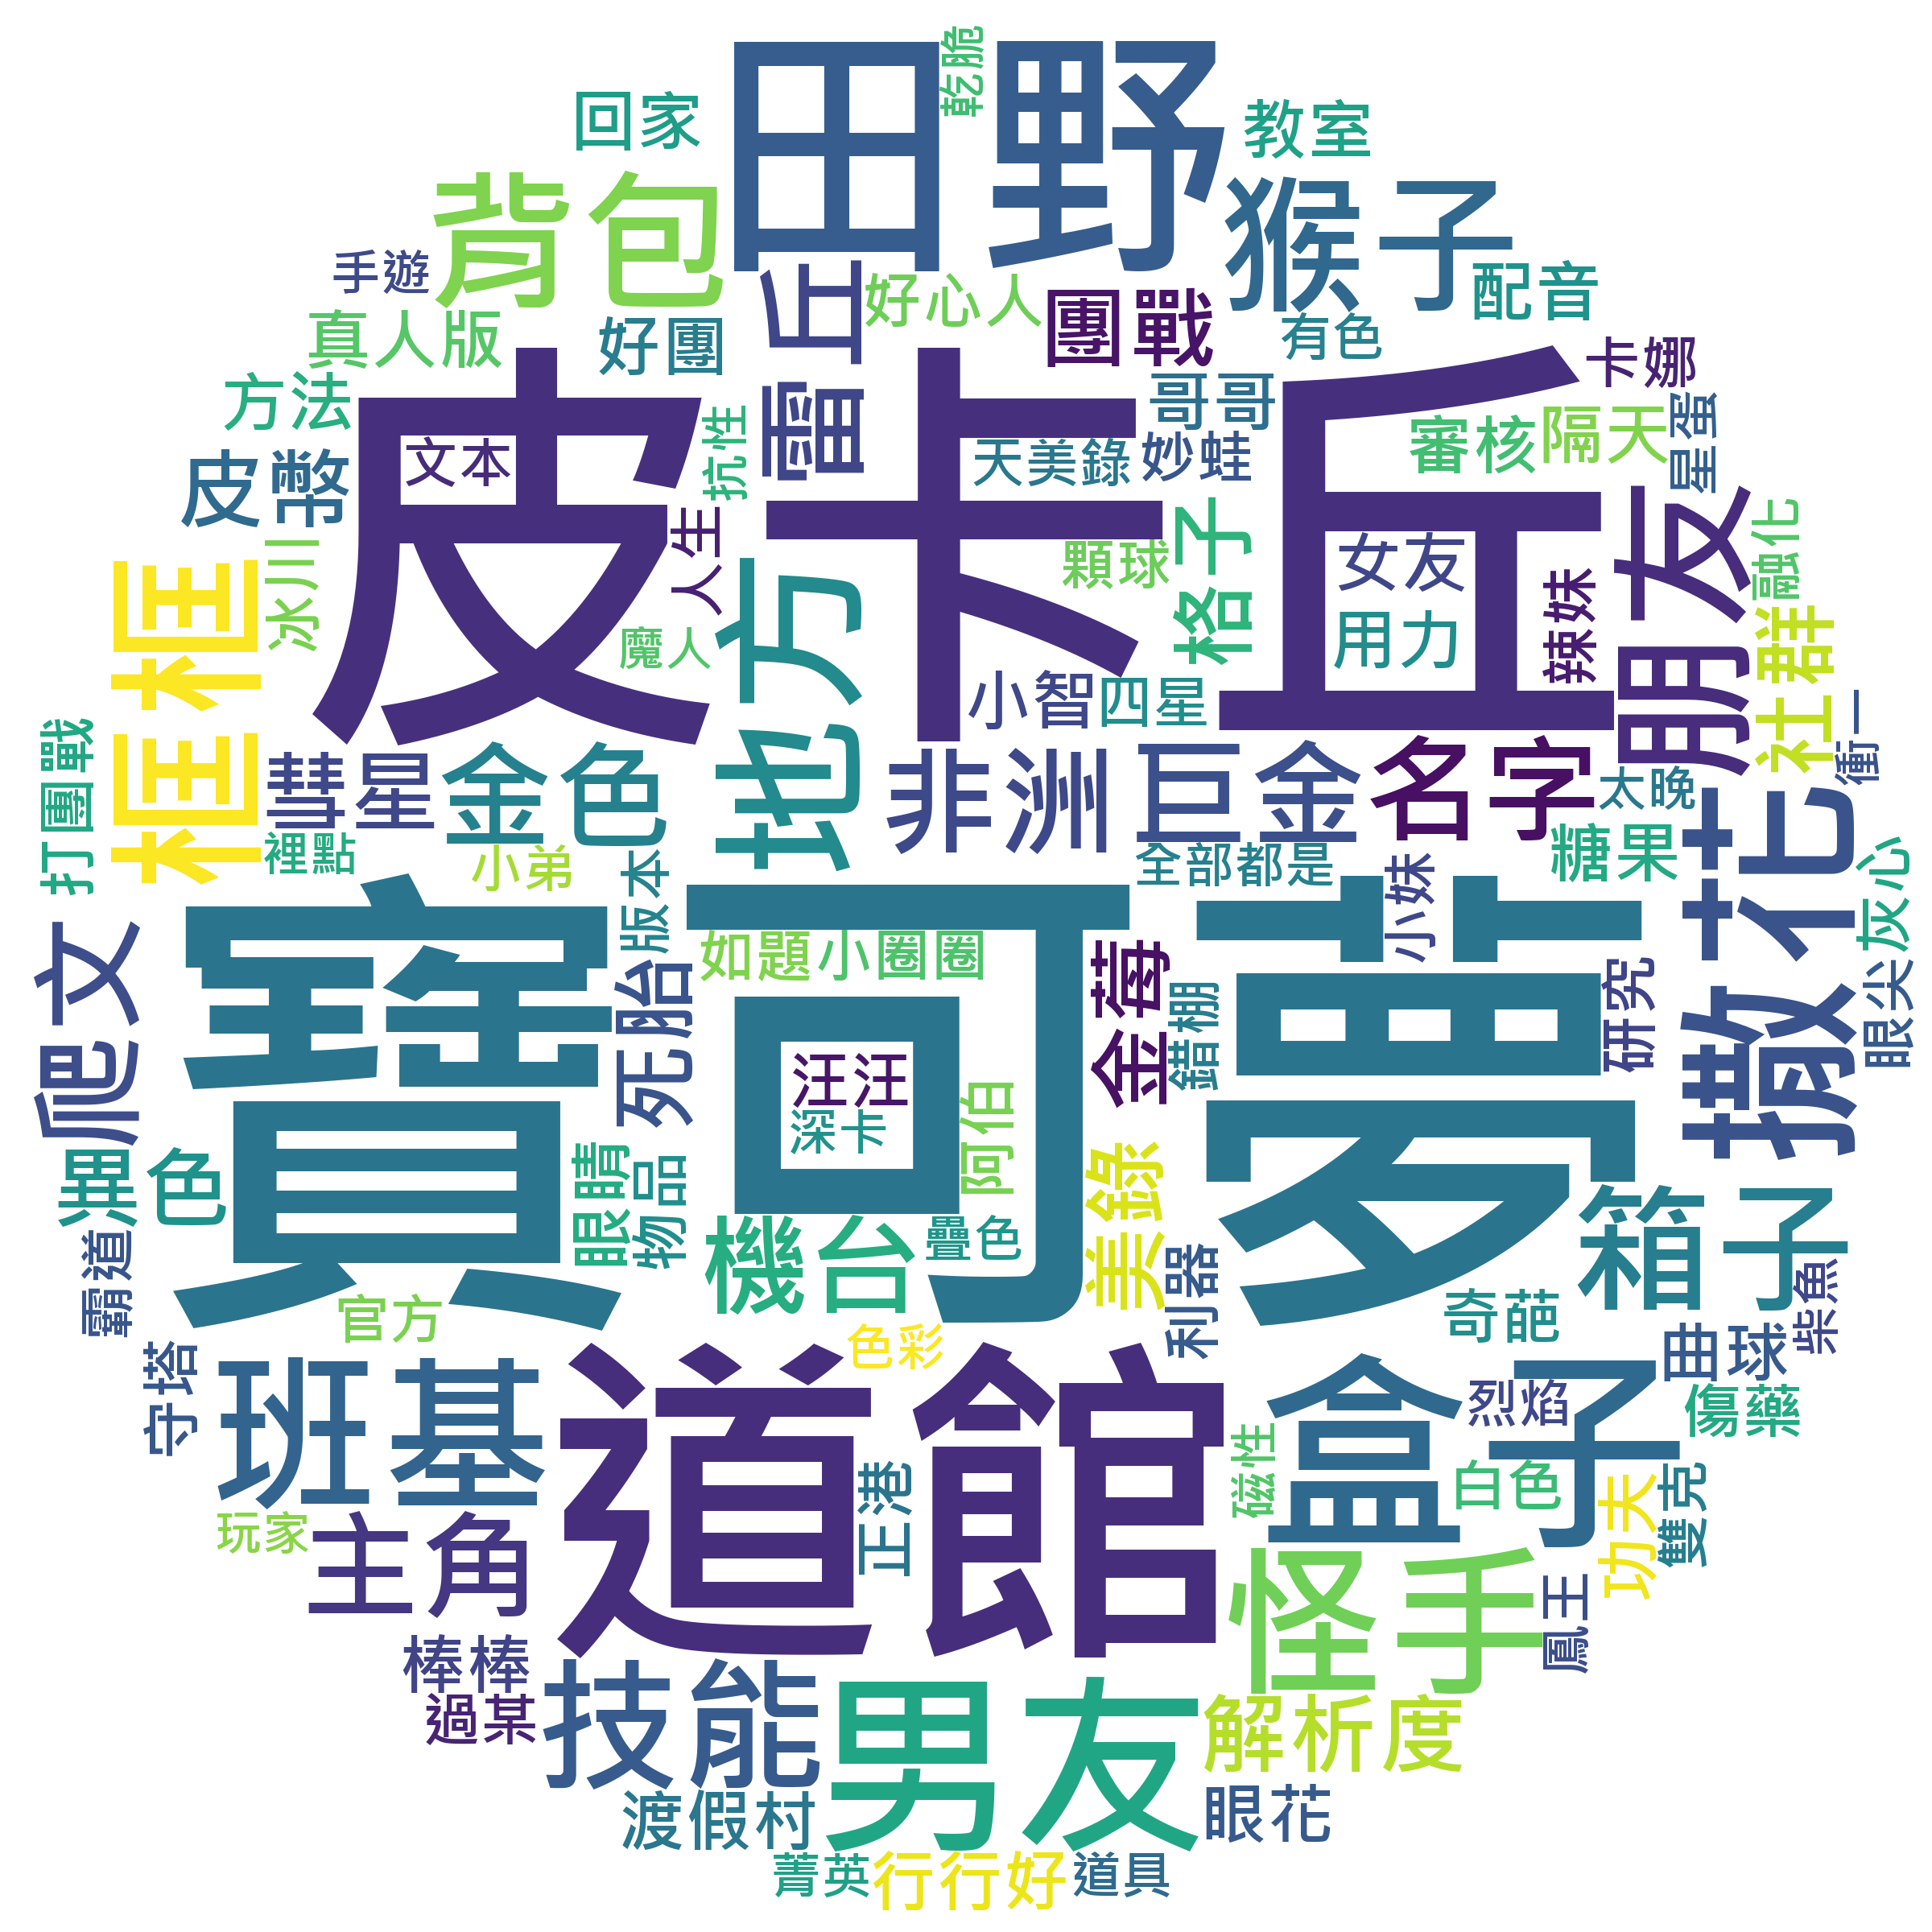 乾脆
田野
回家
教室
背包
猴子
手遊
配音
雷丘
好心人
團戰
有色
真人版
好團
卡娜
皮卡丘
方法
哥哥
審核
隔天
星蛋
抗性
文本
天美錄
妙蛙
皮幣
朋友
人生
冰川
格子
顆球
女友
融化
框框
地方
辣妹
魔人
用力
社群
小智
四星
衝一
打團戰
彗星
金色
非洲
巨金
名字
太晚
撒花
裡點
小弟
版本
全部都是
糖果
小妹
灰心
寶可夢
爬文
如題
小圈圈
金莓
死胎
錯棚
研究
眼尖
汪汪
深卡
阿伯
異色
眼睛
物品
美錄
箱子
霸道
機台
疊色
利器
柴魚
官方
奇葩
色彩
曲球
守塔
班基
道館
盒子
烈焰
傷藥
磁性
正港
白色
功夫
雙克
玩家
主角
怪手
鳳王
棒棒
過某
技能
男友
解析度
渡假村
眼花
菁英
行行好
道具